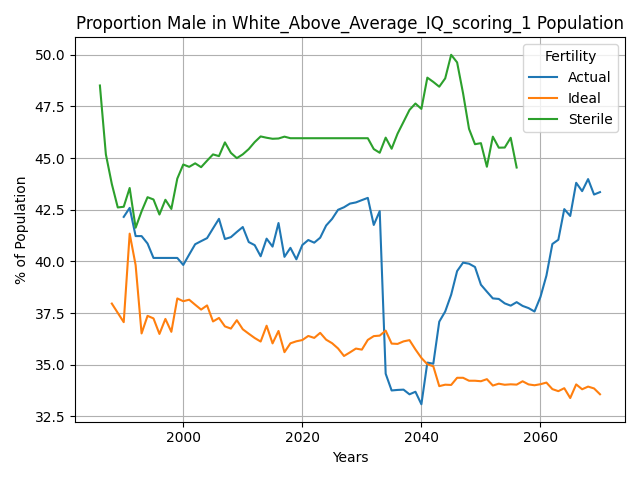 Proportion Male in White_Above_Average_IQ_scoring_1 Population
Fertility
Actual
Ideal
Sterile
% of Population
50.0
47.5
45.0
42.5
40.0
37.5
35.0
32.5
2000
2020
2040
2060
Years